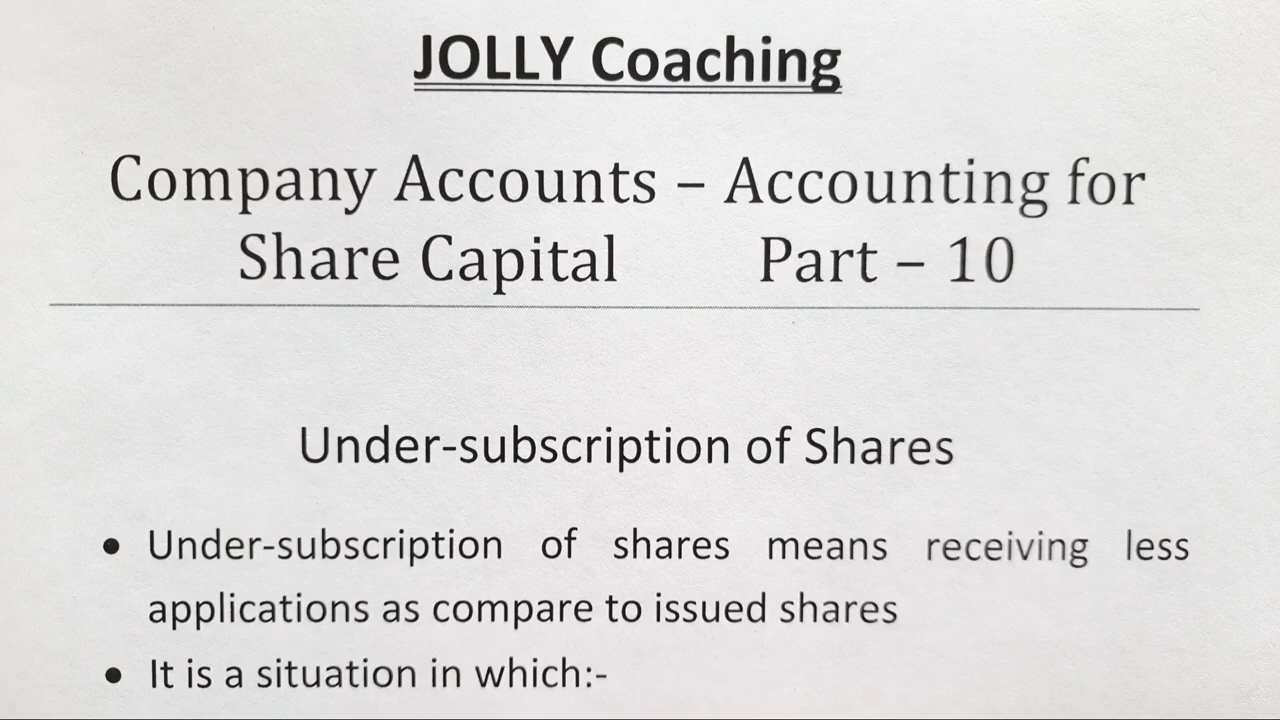 JOLLY Coaching
Company Accounts – Accounting for
Share Capital Part – 10
Under-subscription of Shares
• Under-subscription of shares means receiving less
applications as compare to issued shares
• It is a situation in which:-